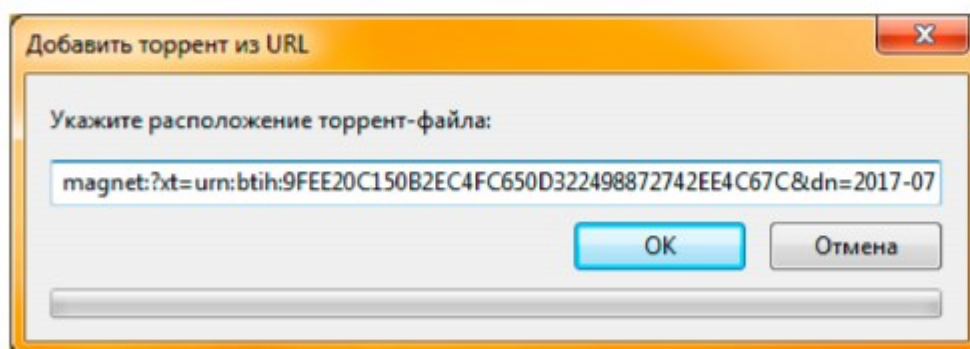 Добавить торрент из URL
Укажите расположение торрент-файла:
magnet:?xt=urn:btih:9FEE20C150B2EC4FC650D322498872742EE4C67C&dn=2017-07
OK
Отмена